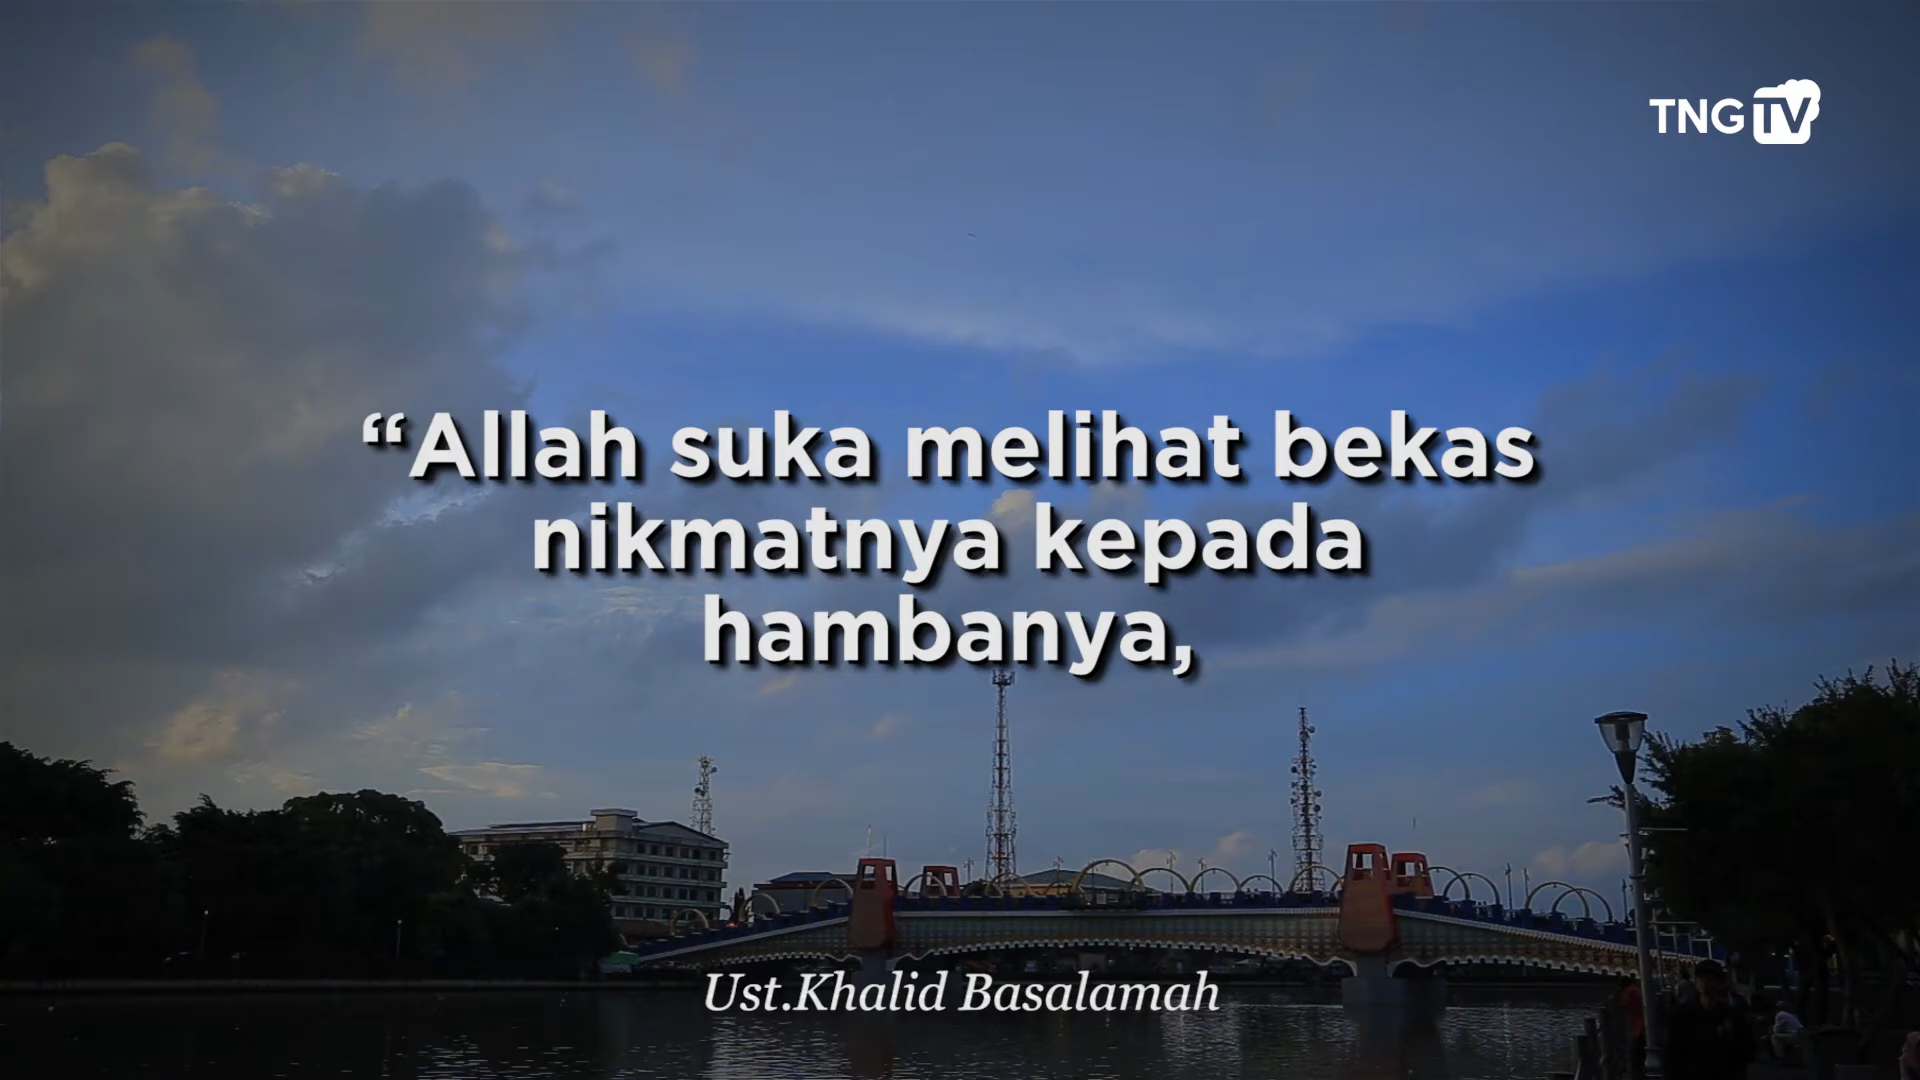 TNG TV
“Allah suka melihat bekas
nikmatnya kepada
hambanya,
Ust.Khalid Basalamah